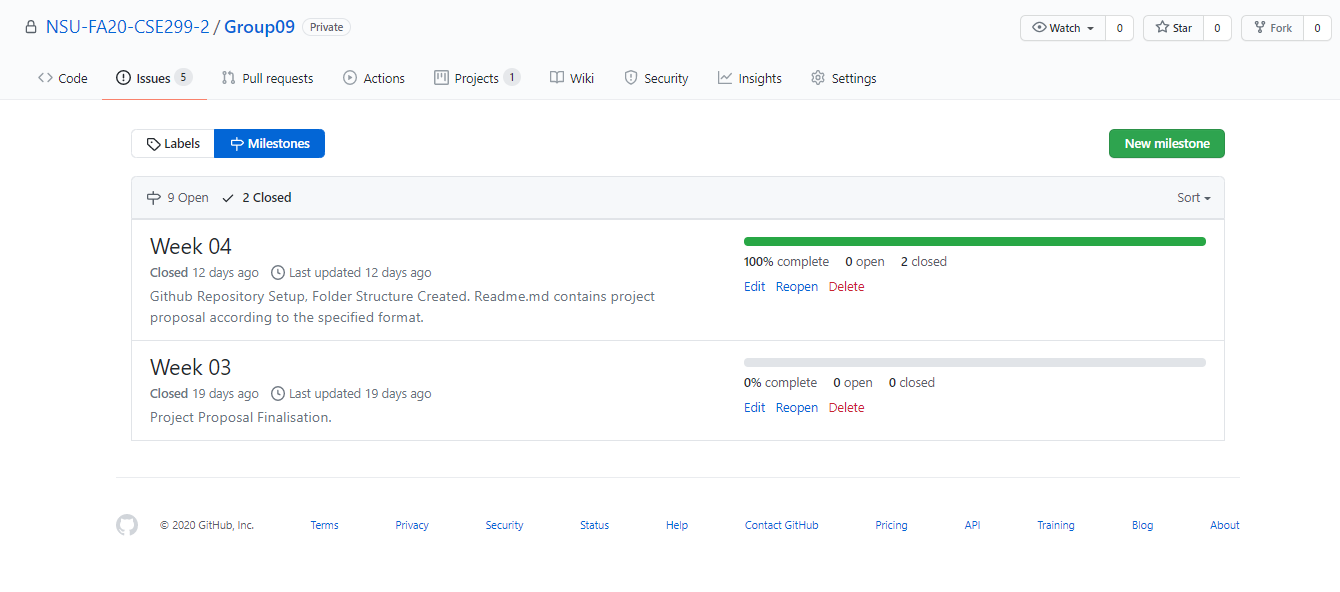 NSU-FA20-CSE299-2 / Group09 Private Watch 0 Star 0 Fork 0
Code Issues 5 Pull requests Actions Projects 1 Wiki Security Insights Settings
Labels Milestones New milestone
9 Open 2 Closed Sort
Week 04
Closed 12 days ago Last updated 12 days ago
Github Repository Setup, Folder Structure Created. Readme.md contains project
proposal according to the specified format.
100% complete 0 open 2 closed
Edit Reopen Delete
Week 03
Closed 19 days ago Last updated 19 days ago
Project Proposal Finalisation.
0% complete 0 open 0 closed
Edit Reopen Delete
© 2020 GitHub, Inc. Terms Privacy Security Status Help Contact GitHub Pricing API Training Blog About